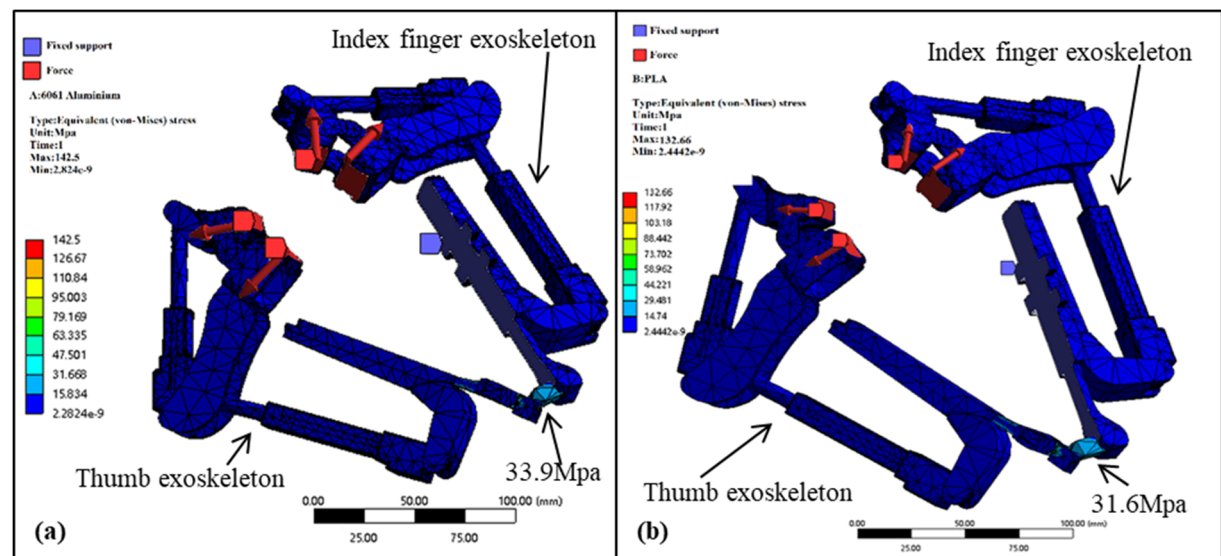 Fixed support
Force
A:6061 Aluminium
Type:Equivalent (von-Mises) stress
Unit:Mpa
Time:1
Max:142.5
Min:2.824e-9
142.5
126.67
110.84
95.003
79.169
63.335
47.501
31.668
15.834
2.2824e-9
Index finger exoskeleton
Thumb exoskeleton
33.9Mpa
0.00 50.00 100.00 (mm)
25.00 75.00
(a)
Fixed support
Force
B:PLA
Type:Equivalent (von-Mises) stress
Unit:Mpa
Time:1
Max:132.66
Min:2.4442e-9
132.66
117.92
103.18
88.442
73.702
58.962
44.221
29.481
14.74
2.4442e-9
Index finger exoskeleton
Thumb exoskeleton
31.6Mpa
0.00 50.00 100.00 (mm)
25.00 75.00
(b)